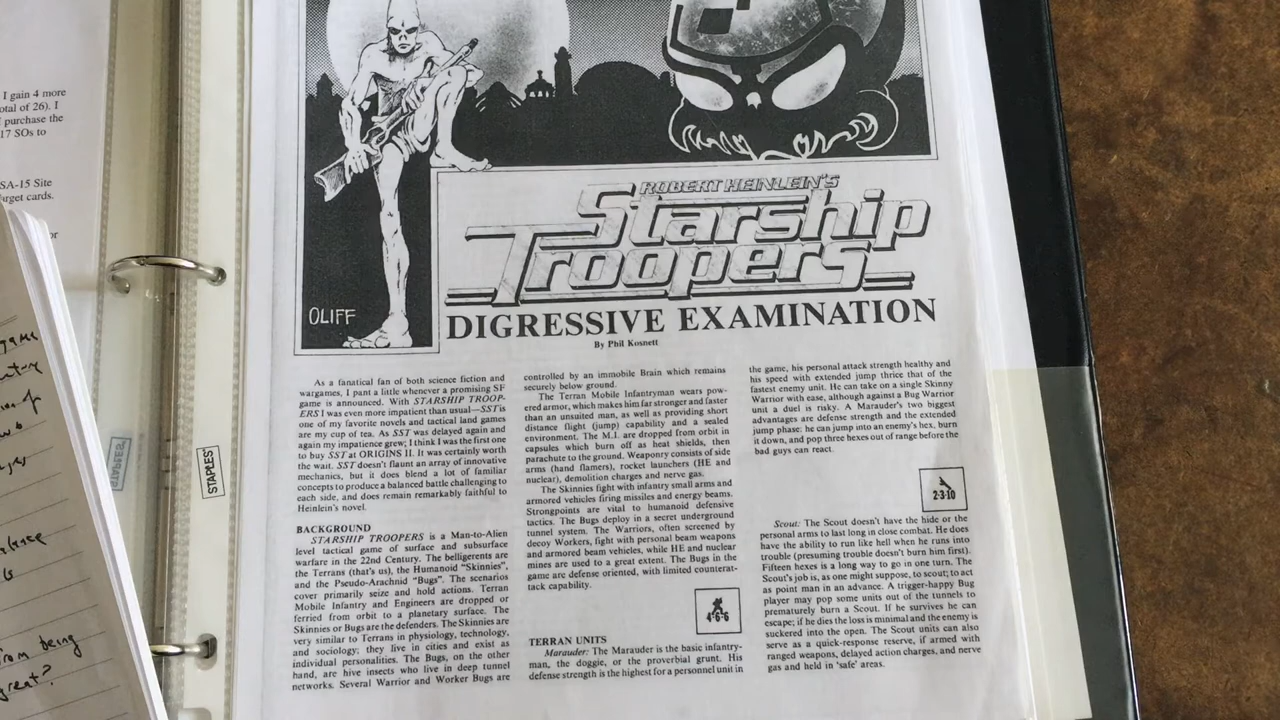 I gain 4 more
otal of 26). I
purchase the
17 SOs to
SA-15 Site
arget cards.
or
game
from being
great?
STAPLES
STAPLES
OLIFF
ROBERT HEINLEIN'S
Starship
Troopers
DIGRESSIVE EXAMINATION
By Phil Kosnett
As a fanatical fan of both science fiction and
wargames, I pant a little whenever a promising SF
game is announced. With STARSHIP TROOP-
ERS I was even more impatient than usual—SST is
one of my favorite novels and tactical land games
are my cup of tea. As SST was delayed again and
again my impatience grew; I think I was the first one
to buy SST at ORIGINS II. It was certainly worth
the wait. SST doesn't flaunt an array of innovative
mechanics, but it does blend a lot of familiar
concepts to produce a balanced battle challenging to
each side, and does remain remarkably faithful to
Heinlein's novel.
BACKGROUND
STARSHIP TROOPERS is a Man-to-Alien
level tactical game of surface and subsurface
warfare in the 22nd Century. The belligerents are
the Terrans (that's us), the Humanoid "Skinnies",
and the Pseudo-Arachnid "Bugs". The scenarios
cover primarily seize and hold actions. Terran
Mobile Infantry and Engineers are dropped or
ferried from orbit to a planetary surface. The
Skinnies or Bugs are the defenders. The Skinnies are
very similar to Terrans in physiology, technology,
and sociology; they live in cities and exist as
individual personalities. The Bugs, on the other
hand, are hive insects who live in deep tunnel
networks. Several Warrior and Worker Bugs are
controlled by an immobile Brain which remains
securely below ground.
The Terran Mobile Infantryman wears pow-
ered armor, which makes him far stronger and faster
than an unsuited man, as well as providing short
distance flight (jump) capability and a sealed
environment. The M.I. are dropped from orbit in
capsules which burn off as heat shields, then
parachute to the ground. Weaponry consists of side
arms (hand flamers), rocket launchers (HE and
nuclear), demolition charges and nerve gas.
The Skinnies fight with infantry small arms and
armored vehicles firing missiles and energy beams.
Strongpoints are vital to humanoid defensive
tactics. The Bugs deploy in a secret underground
tunnel system. The Warriors, often screened by
decoy Workers, fight with personal beam weapons
and armored beam vehicles, while HE and nuclear
mines are used to a great extent. The Bugs in the
game are defense oriented, with limited counterat-
tack capability.
4-6-6
TERRAN UNITS
Marauder: The Marauder is the basic infantry-
man, the doggie, or the proverbial grunt. His
defense strength is the highest for a personnel unit in
the game, his personal attack strength healthy and
his speed with extended jump thrice that of the
fastest enemy unit. He can take on a single Skinny
Warrior with ease, although against a Bug Warrior
unit a duel is risky. A Marauder's two biggest
advantages are defense strength and the extended
jump phase: he can jump into an enemy's hex, burn
it down, and pop three hexes out of range before the
bad guys can react.
2-3-10
Scout: The Scout doesn't have the hide or the
personal arms to last long in close combat. He does
have the ability to run like hell when he runs into
trouble (presuming trouble doesn't burn him first).
Fifteen hexes is a long way to go in one turn. The
Scout's job is, as one might suppose, to scout; to act
as point man in an advance. A trigger-happy Bug
player may pop some units out of the tunnels to
prematurely burn a Scout. If he survives he can
escape; if he dies the loss is minimal and the enemy is
suckered into the open. The Scout units can also
serve as a quick-response reserve, if armed with
ranged weapons, delayed action charges, and nerve
gas and held in 'safe' areas.